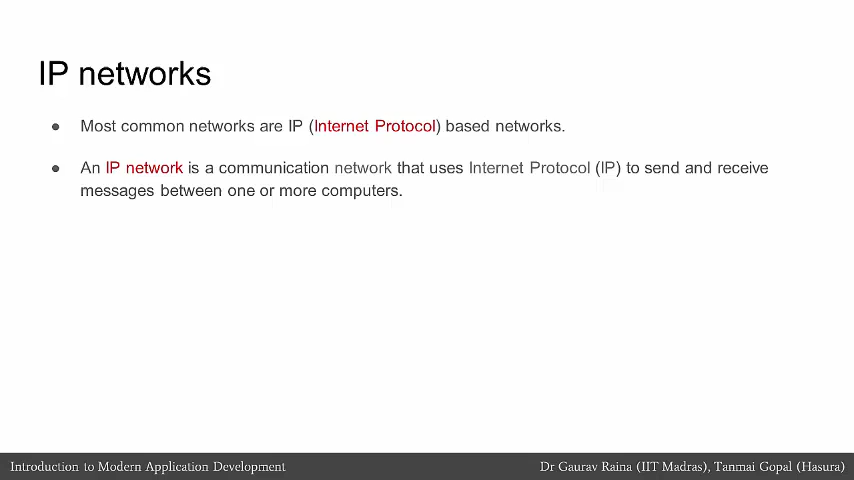 IP networks
● Most common networks are IP (Internet Protocol) based networks.
● An IP network is a communication network that uses Internet Protocol (IP) to send and receive
messages between one or more computers.
Introduction to Modern Application Development
Dr Gaurav Raina (IIT Madras), Tanmai Gopal (Hasura)